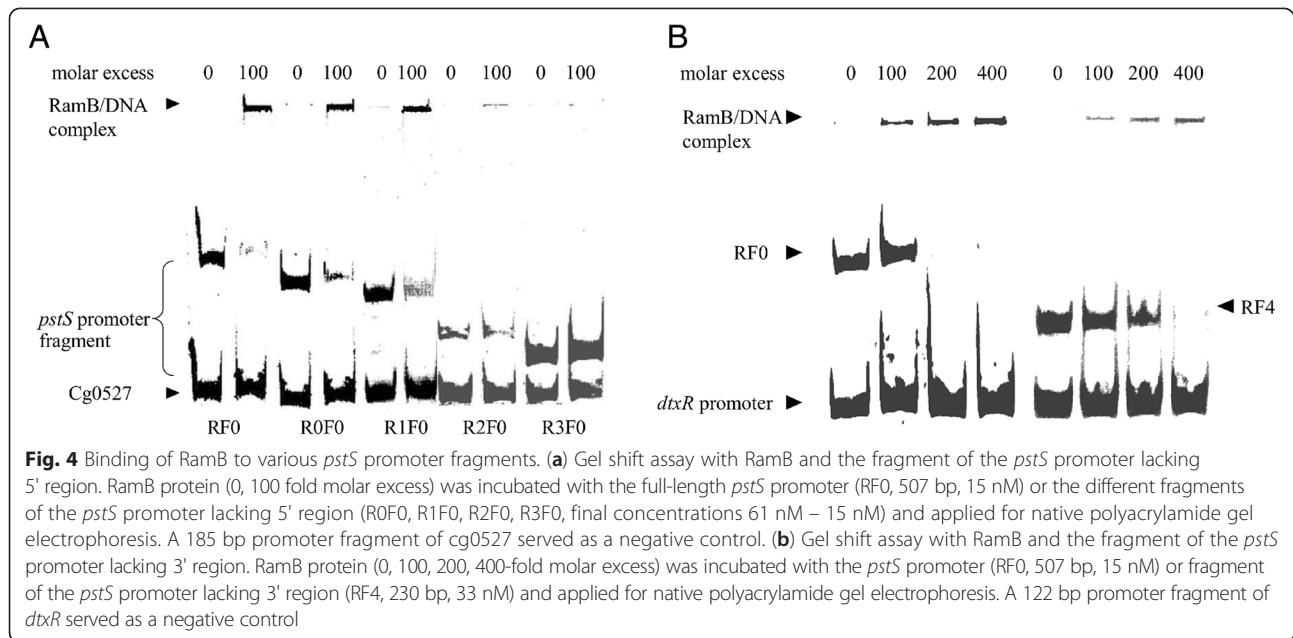 A
molar excess 0 100 0 100 0 100 0 100 0 100
RamB/DNA ►
complex
pstS promoter
fragment
Cg0527 ►
RF0 R0F0 R1F0 R2F0 R3F0
B
molar excess 0 100 200 400 0 100 200 400
RamB/DNA ►
complex
RF0 ►
◄ RF4
dtxR promoter ►
Fig. 4 Binding of RamB to various pstS promoter fragments. (a) Gel shift assay with RamB and the fragment of the pstS promoter lacking
5' region. RamB protein (0, 100 fold molar excess) was incubated with the full-length pstS promoter (RF0, 507 bp, 15 nM) or the different fragments
of the pstS promoter lacking 5' region (R0F0, R1F0, R2F0, R3F0, final concentrations 61 nM – 15 nM) and applied for native polyacrylamide gel
electrophoresis. A 185 bp promoter fragment of cg0527 served as a negative control. (b) Gel shift assay with RamB and the fragment of the pstS
promoter lacking 3' region. RamB protein (0, 100, 200, 400-fold molar excess) was incubated with the pstS promoter (RF0, 507 bp, 15 nM) or fragment
of the pstS promoter lacking 3' region (RF4, 230 bp, 33 nM) and applied for native polyacrylamide gel electrophoresis. A 122 bp promoter fragment of
dtxR served as a negative control